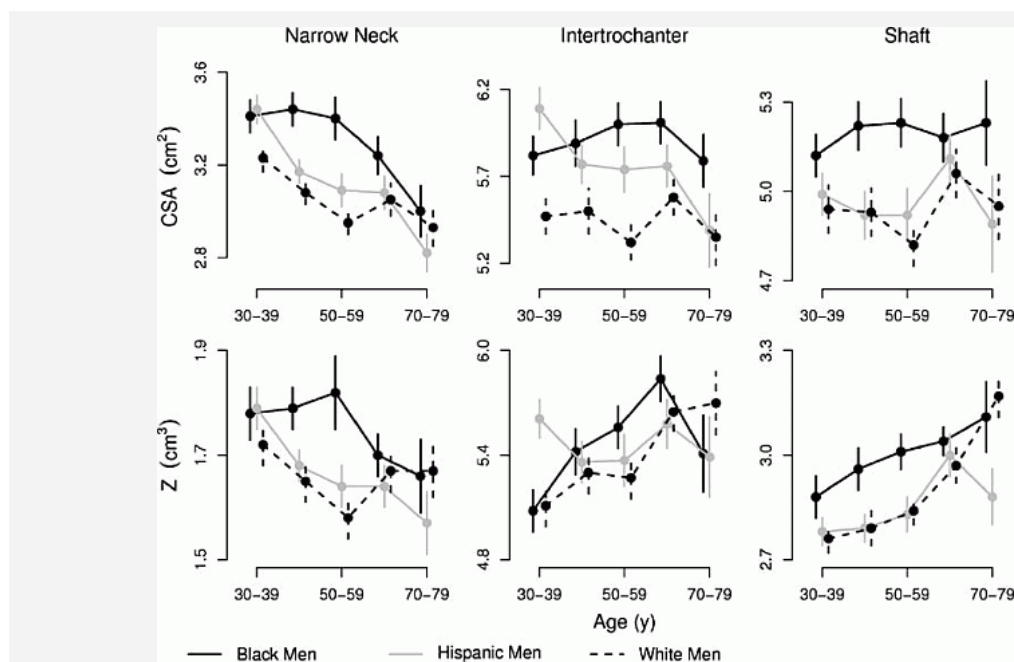 Narrow Neck Intertrochanter Shaft
CSA (cm²)
3.6
3.2
2.8
6.2
5.7
5.2
5.3
5.0
4.7
30–39 50–59 70–79 30–39 50–59 70–79 30–39 50–59 70–79
Z (cm³)
1.9
1.7
1.5
6.0
5.4
4.8
3.3
3.0
2.7
30–39 50–59 70–79 30–39 50–59 70–79 30–39 50–59 70–79
Age (y)
Black Men Hispanic Men White Men